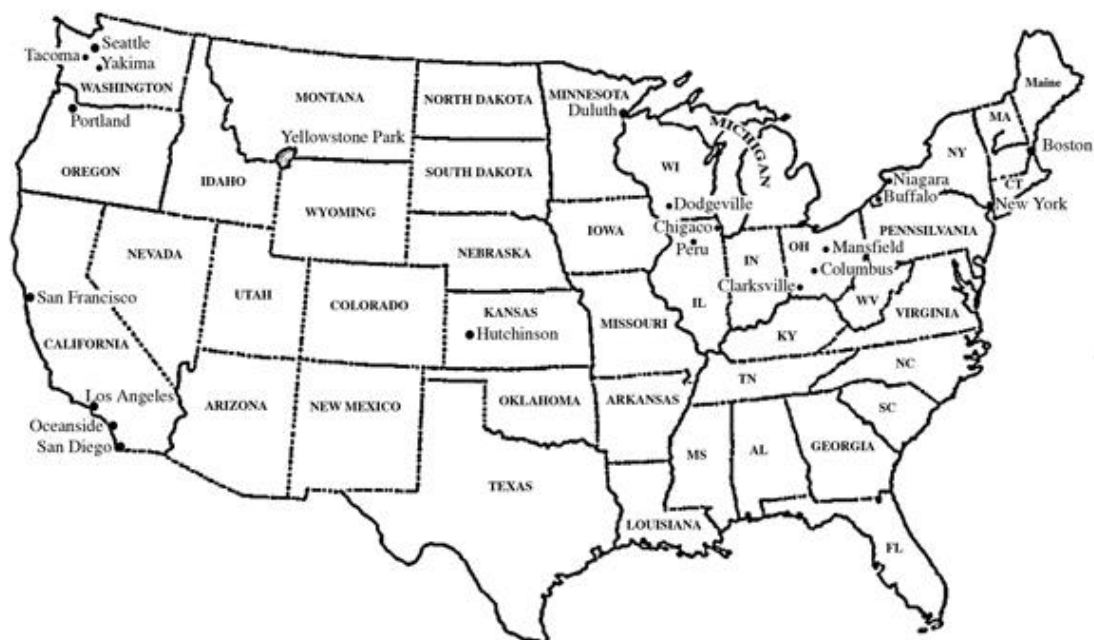 Seattle
Tacoma
Yakima
WASHINGTON
Portland
OREGON
IDAHO
MONTANA
Yellowstone Park
WYOMING
NORTH DAKOTA
SOUTH DAKOTA
NEBRASKA
MINNESOTA
Duluth
WI
MICHIGAN
Dodgeville
Chigaco
Peru
IOWA
IL
IN
OH
Mansfield
Columbus
Clarksville
NY
Niagara
Buffalo
Maine
MA
Boston
CT
New York
PENNSILVANIA
WV
VIRGINIA
NEVADA
UTAH
COLORADO
KANSAS
Hutchinson
MISSOURI
KY
San Francisco
CALIFORNIA
Los Angeles
Oceanside
San Diego
ARIZONA
NEW MEXICO
OKLAHOMA
ARKANSAS
TN
NC
SC
TEXAS
LOUISIANA
MS
AL
GEORGIA
FL